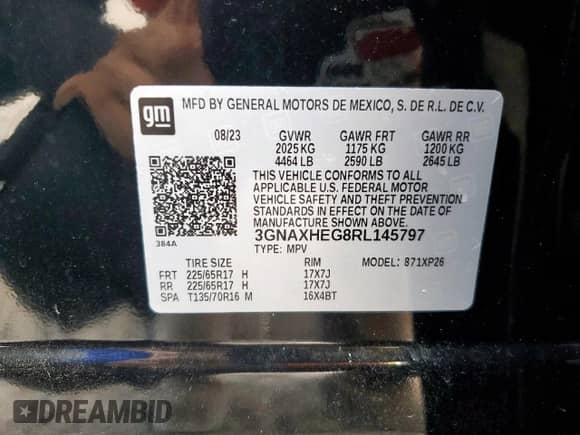 gm
MFD BY GENERAL MOTORS DE MEXICO, S. DE R.L. DE C.V.
08/23 GVWR GAWR FRT GAWR RR
2025 KG 1175 KG 1200 KG
4464 LB 2590 LB 2645 LB
THIS VEHICLE CONFORMS TO ALL
APPLICABLE U.S. FEDERAL MOTOR
VEHICLE SAFETY AND THEFT PREVENTION
STANDARDS IN EFFECT ON THE DATE OF
MANUFACTURE SHOWN ABOVE.
384A
3GNAXHEG8RL145797
TYPE: MPV
TIRE SIZE RIM MODEL: 871XP26
FRT 225/65R17 H 17X7J
RR 225/65R17 H 17X7J
SPA T135/70R16 M 16X4BT
DREAMBID